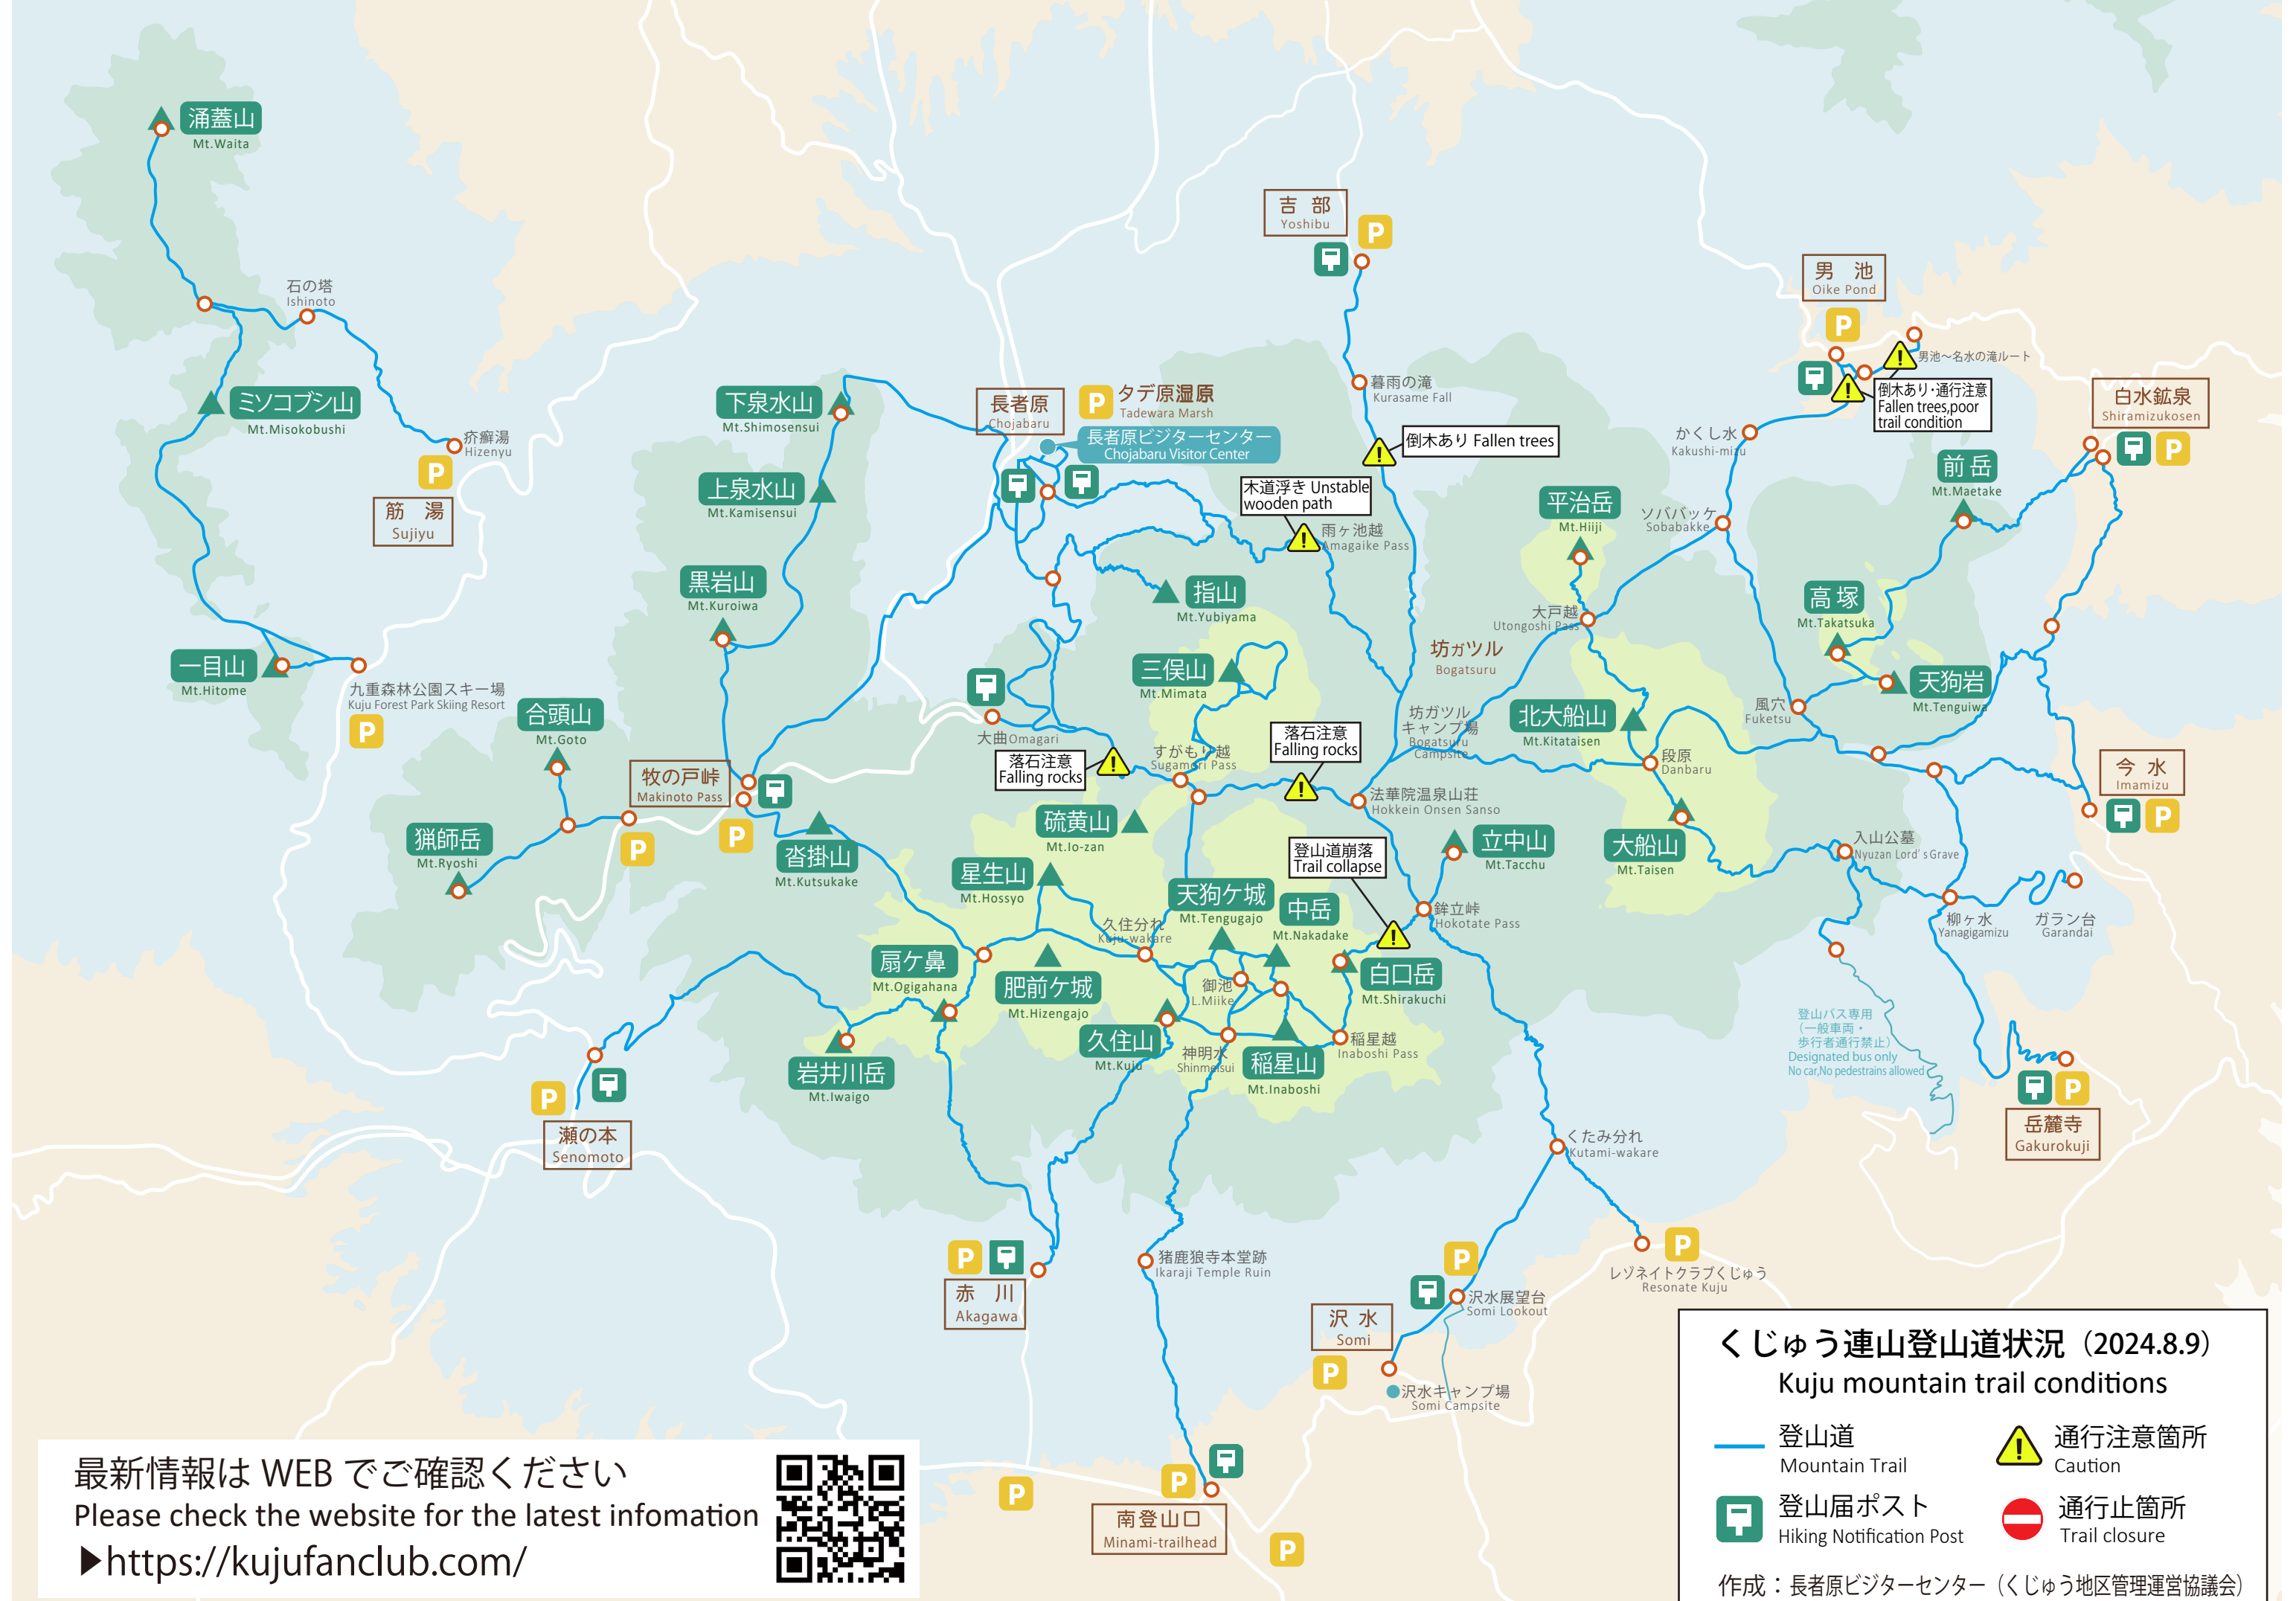 涌蓋山
Mt.Waita
石の塔
Ishinoto
ミソコブシ山
Mt.Misokobushi
疥癬湯
Hizenyu
筋 湯
Sujiyu
一目山
Mt.Hitome
九重森林公園スキー場
Kuju Forest Park Skiing Resort
合頭山
Mt.Goto
猟師岳
Mt.Ryoshi
牧の戸峠
Makinoto Pass
下泉水山
Mt.Shimosensui
上泉水山
Mt.Kamisensui
黒岩山
Mt.Kuroiwa
沓掛山
Mt.Kutsukake
長者原
Chojabaru
タデ原湿原
Tadewara Marsh
長者原ビジターセンター
Chojabaru Visitor Center
吉 部
Yoshibu
暮雨の滝
Kurasame Fall
倒木あり Fallen trees
木道浮き Unstable
wooden path
雨ヶ池越
Amagaike Pass
指山
Mt.Yubiyama
三俣山
Mt.Mimata
大曲 Omagari
落石注意
Falling rocks
すがもり越
Sugamori Pass
落石注意
Falling rocks
坊ガツル
Bogatsuru
坊ガツル
キャンプ場
Bogatsuru
Campsite
法華院温泉山荘
Hokkein Onsen Sanso
硫黄山
Mt.Io-zan
星生山
Mt.Hossyo
登山道崩落
Trail collapse
立中山
Mt.Tacchu
天狗ケ城
Mt.Tengugajo
中岳
Mt.Nakadake
鉾立峠
Hokotate Pass
久住分れ
Kuju-wakare
扇ケ鼻
Mt.Ogigahana
肥前ケ城
Mt.Hizengajo
御池
L.Miike
白口岳
Mt.Shirakuchi
久住山
Mt.Kuju
神明水
Shinmeisui
稲星山
Mt.Inaboshi
稲星越
Inaboshi Pass
岩井川岳
Mt.Iwaigo
瀬の本
Senomoto
男 池
Oike Pond
男池～名水の滝ルート
倒木あり・通行注意
Fallen trees,poor
trail condition
白水鉱泉
Shiramizukosen
かくし水
Kakushi-mizu
前岳
Mt.Maetake
平治岳
Mt.Hiiji
ソババッケ
Sobabakke
高塚
Mt.Takatsuka
大戸越
Utongoshi Pass
天狗岩
Mt.Tenguiwa
風穴
Fuketsu
北大船山
Mt.Kitataisen
段原
Danbaru
今 水
Imamizu
大船山
Mt.Taisen
入山公墓
Nyuzan Lord's Grave
柳ヶ水
Yanagigamizu
ガラン台
Garandai
登山バス専用
（一般車両・
歩行者通行禁止）
Designated bus only
No car,No pedestrains allowed
岳麓寺
Gakurokuji
くたみ分れ
Kutami-wakare
赤 川
Akagawa
猪鹿狼寺本堂跡
Ikaraji Temple Ruin
レゾネイトクラブくじゅう
Resonate Kuju
沢水展望台
Somi Lookout
沢 水
Somi
沢水キャンプ場
Somi Campsite
南登山口
Minami-trailhead
最新情報は WEB でご確認ください
Please check the website for the latest infomation
▶https://kujufanclub.com/
くじゅう連山登山道状況（2024.8.9）
Kuju mountain trail conditions
登山道
Mountain Trail
通行注意箇所
Caution
登山届ポスト
Hiking Notification Post
通行止箇所
Trail closure
作成：長者原ビジターセンター（くじゅう地区管理運営協議会）